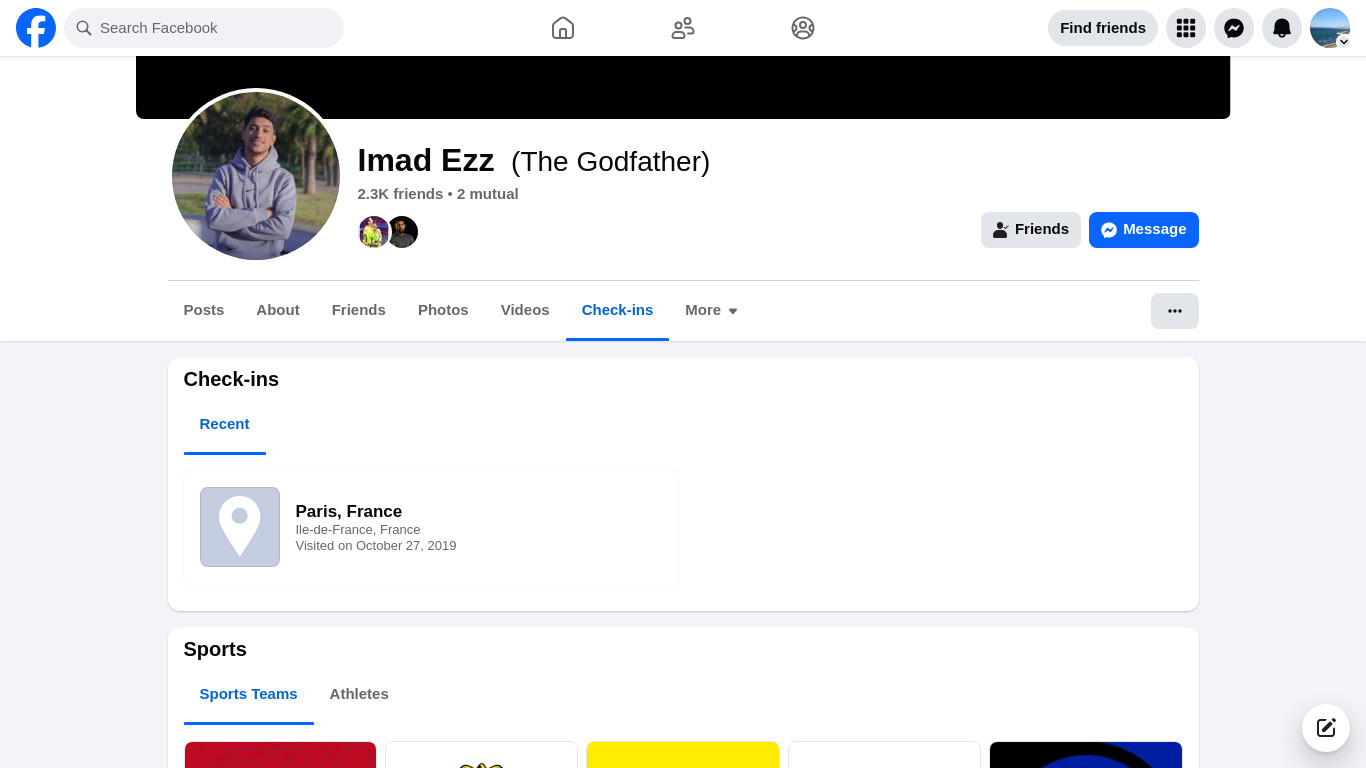 Search Facebook
Find friends
Imad Ezz (The Godfather)
2.3K friends • 2 mutual
Friends
Message
Posts
About
Friends
Photos
Videos
Check-ins
More
Check-ins
Recent
Paris, France
Ile-de-France, France
Visited on October 27, 2019
Sports
Sports Teams
Athletes